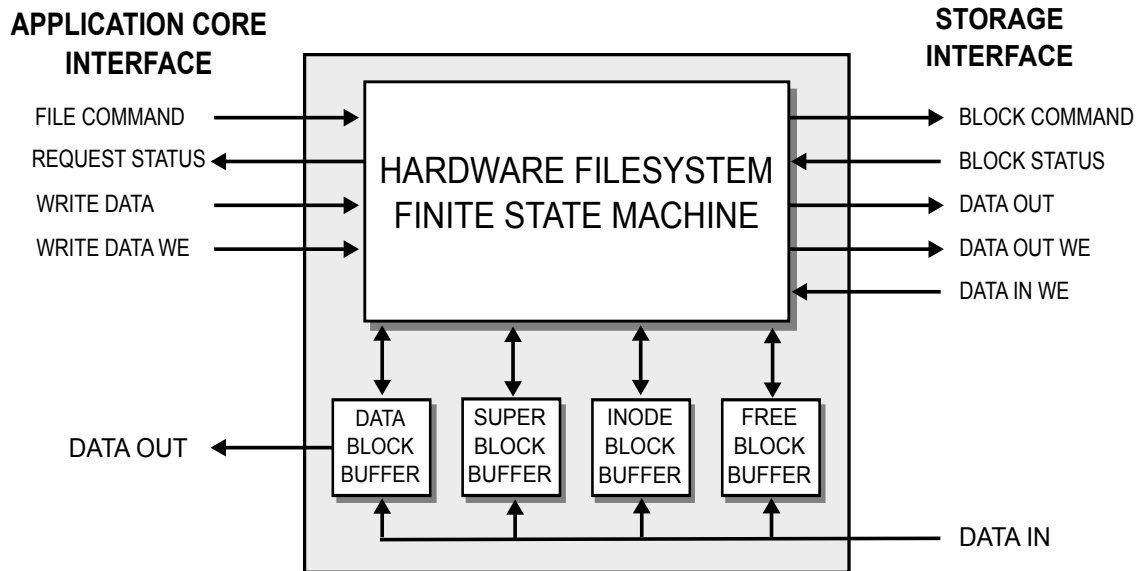 APPLICATION CORE
INTERFACE
STORAGE
INTERFACE
FILE COMMAND
REQUEST STATUS
WRITE DATA
WRITE DATA WE
HARDWARE FILESYSTEM
FINITE STATE MACHINE
BLOCK COMMAND
BLOCK STATUS
DATA OUT
DATA OUT WE
DATA IN WE
DATA OUT
DATA
BLOCK
BUFFER
SUPER
BLOCK
BUFFER
INODE
BLOCK
BUFFER
FREE
BLOCK
BUFFER
DATA IN